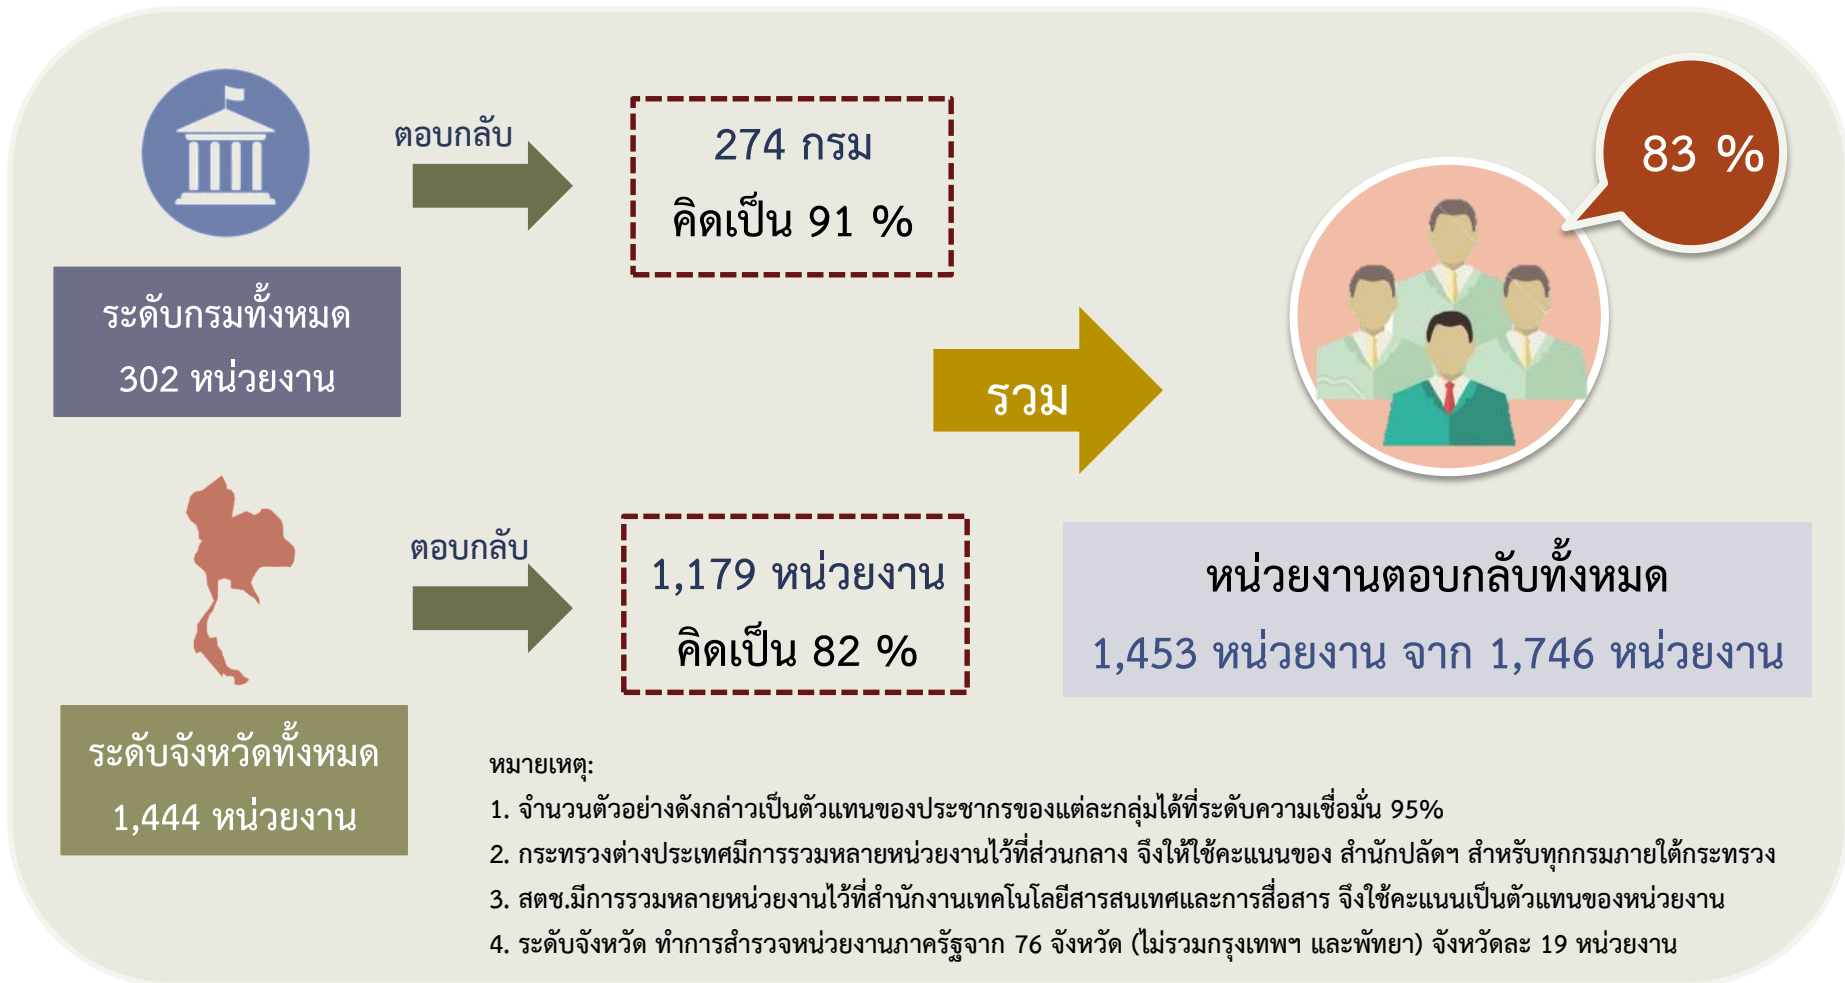 ระดับกรมทั้งหมด
302 หน่วยงาน
ตอบกลับ
274 กรม
คิดเป็น 91 %
ระดับจังหวัดทั้งหมด
1,444 หน่วยงาน
ตอบกลับ
1,179 หน่วยงาน
คิดเป็น 82 %
รวม
83 %
หน่วยงานตอบกลับทั้งหมด
1,453 หน่วยงาน จาก 1,746 หน่วยงาน
หมายเหตุ:
1. จำนวนตัวอย่างดังกล่าวเป็นตัวแทนของประชากรของแต่ละกลุ่มได้ที่ระดับความเชื่อมั่น 95%
2. กระทรวงต่างประเทศมีการรวมหลายหน่วยงานไว้ที่ส่วนกลาง จึงให้ใช้คะแนนของ สำนักปลัดฯ สำหรับทุกกรมภายใต้กระทรวง
3. สตช.มีการรวมหลายหน่วยงานไว้ที่สำนักงานเทคโนโลยีสารสนเทศและการสื่อสาร จึงใช้คะแนนเป็นตัวแทนของหน่วยงาน
4. ระดับจังหวัด ทำการสำรวจหน่วยงานภาครัฐจาก 76 จังหวัด (ไม่รวมกรุงเทพฯ และพัทยา) จังหวัดละ 19 หน่วยงาน